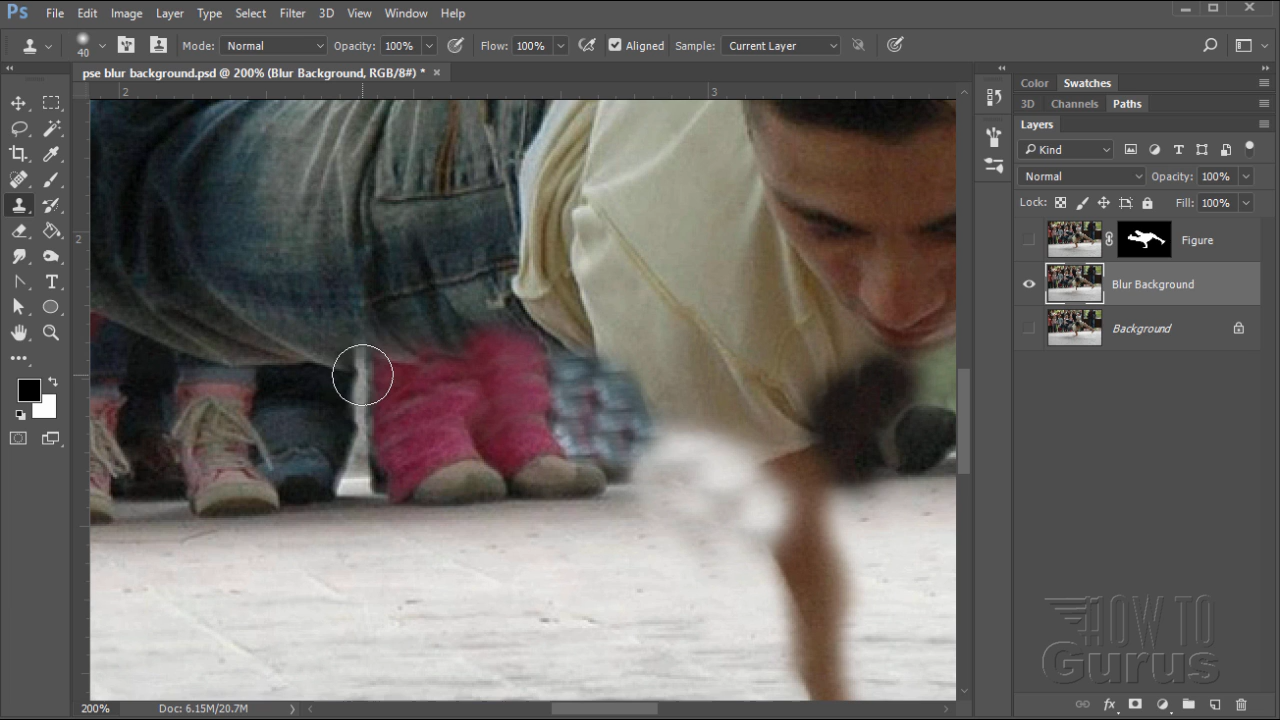 Ps File Edit Image Layer Type Select Filter 3D View Window Help
40 Mode: Normal Opacity: 100% Flow: 100% Aligned Sample: Current Layer
pse blur background.psd @ 200% (Blur Background, RGB/8#) * ×
2 3
2
Color Swatches
3D Channels Paths
Layers
Kind
Normal Opacity: 100%
Lock: Fill: 100%
Figure
Blur Background
Background
HOW TO
Gurus
200% Doc: 6.15M/20.7M
fx